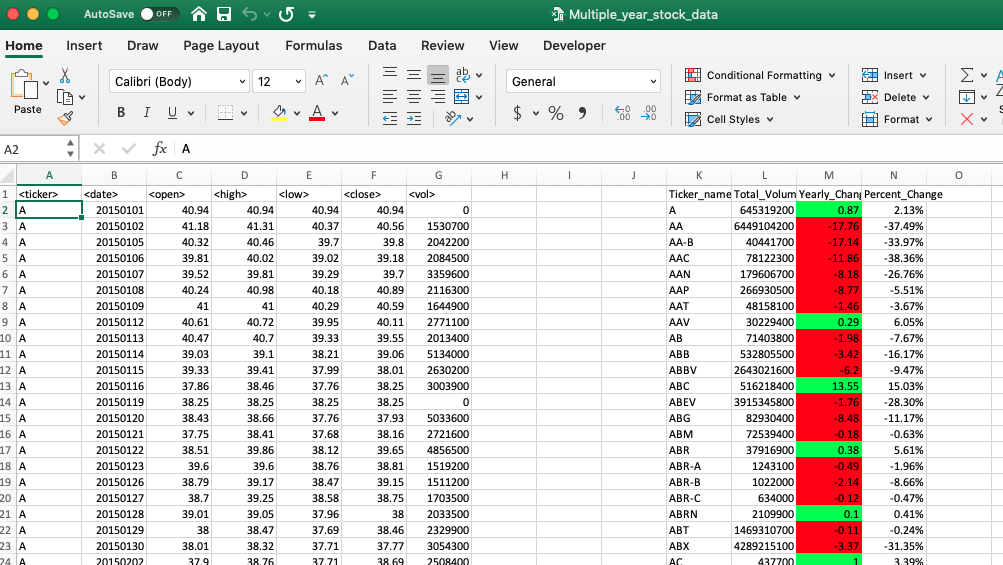 AutoSave OFF Multiple_year_stock_data
Home Insert Draw Page Layout Formulas Data Review View Developer
Paste
Calibri (Body) 12 A A ab General Conditional Formatting Insert
Format as Table Delete
B I U A $ % Cell Styles Format
A2 fx A
A B C D E F G H I J K L M N O
1 <ticker> <date> <open> <high> <low> <close> <vol> Ticker_name Total_Volum Yearly_Chan Percent_Change
2 A 20150101 40.94 40.94 40.94 40.94 0 A 645319200 0.87 2.13%
3 A 20150102 41.18 41.31 40.37 40.56 1530700 AA 6449104200 -17.76 -37.49%
4 A 20150105 40.32 40.46 39.7 39.8 2042200 AA-B 40441700 -17.14 -33.97%
5 A 20150106 39.81 40.02 39.02 39.18 2084500 AAC 78122300 -11.86 -38.36%
6 A 20150107 39.52 39.81 39.29 39.7 3359600 AAN 179606700 -8.18 -26.76%
7 A 20150108 40.24 40.98 40.18 40.89 2116300 AAP 266930500 -8.77 -5.51%
8 A 20150109 41 41 40.29 40.59 1644900 AAT 48158100 -1.46 -3.67%
9 A 20150112 40.61 40.72 39.95 40.11 2771100 AAV 30229400 0.29 6.05%
10 A 20150113 40.47 40.7 39.33 39.55 2013400 AB 71403800 -1.98 -7.67%
11 A 20150114 39.03 39.1 38.21 39.06 5134000 ABB 532805500 -3.42 -16.17%
12 A 20150115 39.33 39.41 37.99 38.01 2630200 ABBV 2643021600 -6.2 -9.47%
13 A 20150116 37.86 38.46 37.76 38.25 3003900 ABC 516218400 13.55 15.03%
14 A 20150119 38.25 38.25 38.25 38.25 0 ABEV 3915345800 -1.76 -28.30%
15 A 20150120 38.43 38.66 37.76 37.93 5033600 ABG 82930400 -8.48 -11.17%
16 A 20150121 37.75 38.41 37.68 38.16 2721600 ABM 72539400 -0.18 -0.63%
17 A 20150122 38.51 39.86 38.12 39.65 4856500 ABR 37916900 0.38 5.61%
18 A 20150123 39.6 39.6 38.76 38.81 1519200 ABR-A 1243100 -0.49 -1.96%
19 A 20150126 38.79 39.17 38.47 39.15 1511200 ABR-B 1022000 -2.14 -8.66%
20 A 20150127 38.7 39.25 38.58 38.75 1703500 ABR-C 634000 -0.12 -0.47%
21 A 20150128 39.01 39.05 37.96 38 2033500 ABRN 2109900 0.1 0.41%
22 A 20150129 38 38.47 37.69 38.46 2329900 ABT 1469310700 -0.11 -0.24%
23 A 20150130 38.01 38.32 37.71 37.77 3054300 ABX 4289215100 -3.37 -31.35%
24 A 20150202 37.9 38.76 37.71 38.69 2508400 AC 437700 1 3.39%